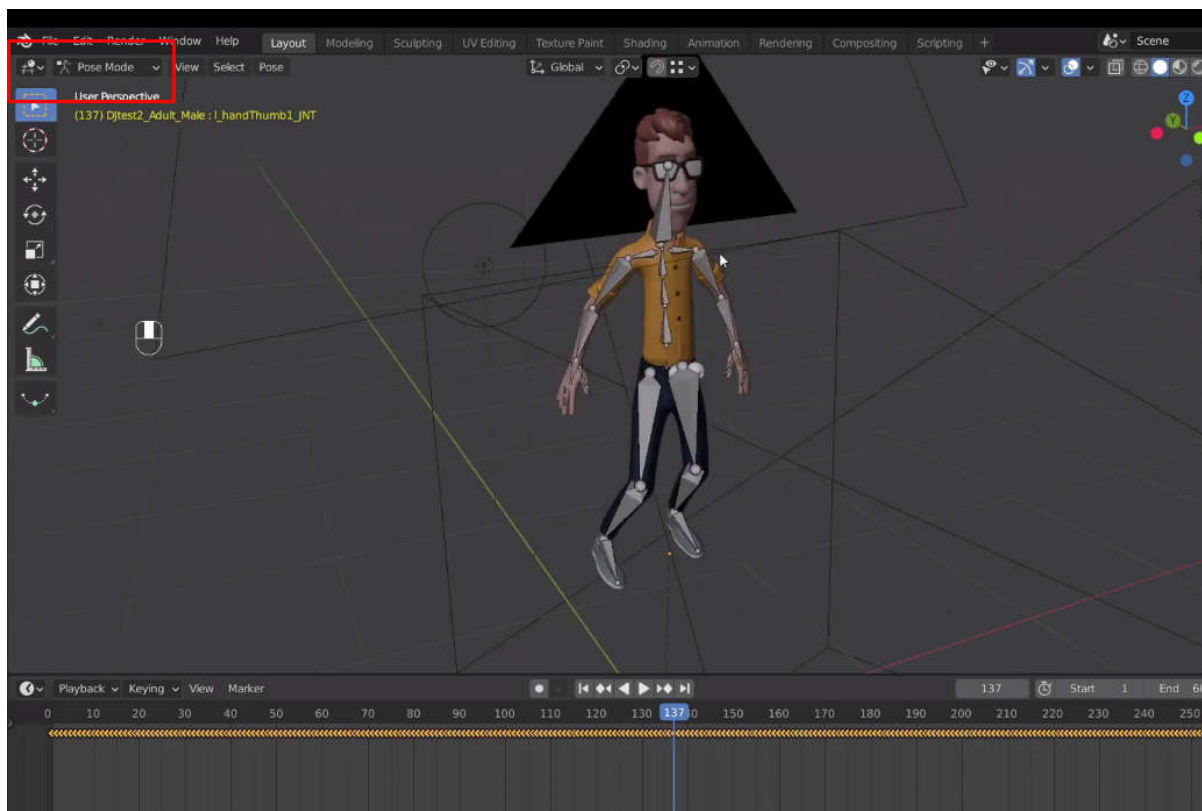 File Edit Render Window Help Layout Modeling Sculpting UV Editing Texture Paint Shading Animation Rendering Compositing Scripting + Scene
Pose Mode View Select Pose Global
User Perspective
(137) DJtest2_Adult_Male : l_handThumb1_JNT
Z
Y
Playback Keying View Marker 137 Start 1 End
0 10 20 30 40 50 60 70 80 90 100 110 120 130 137 150 160 170 180 190 200 210 220 230 240 250